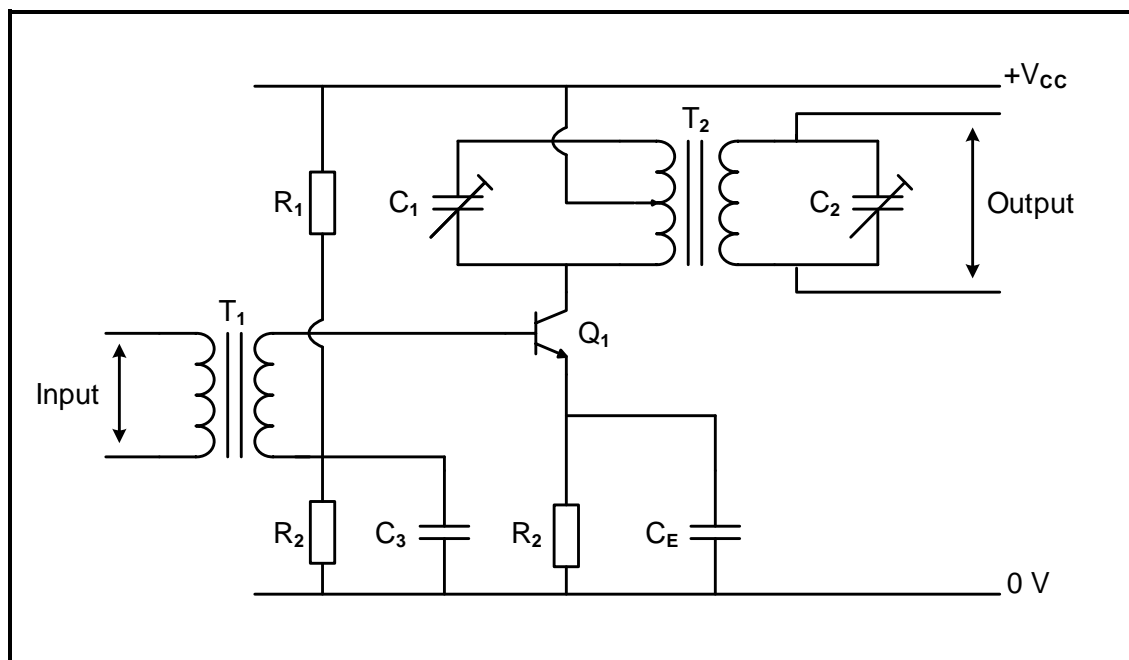 +VCC
T2
R1
C1
C2
Output
T1
Q1
Input
R2
C3
R2
CE
0 V